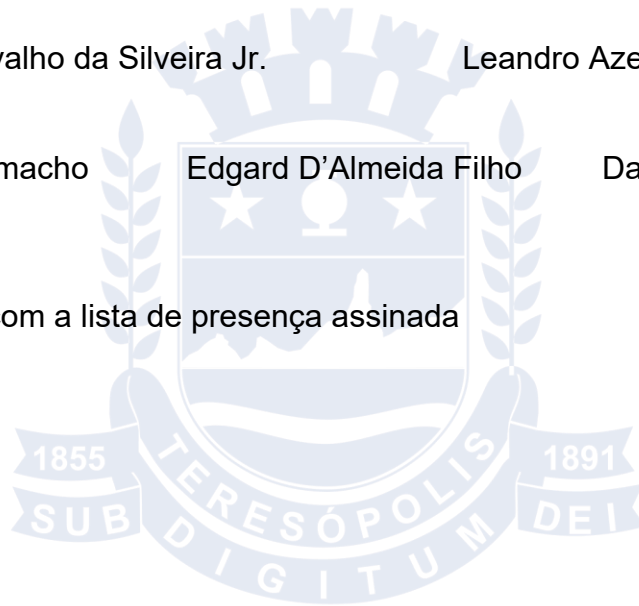 valho da Silveira Jr. Leandro Aze
macho Edgard D'Almeida Filho Da
com a lista de presença assinada
1855 TERESÓPOLIS 1891
SUB DIGITUM DEI